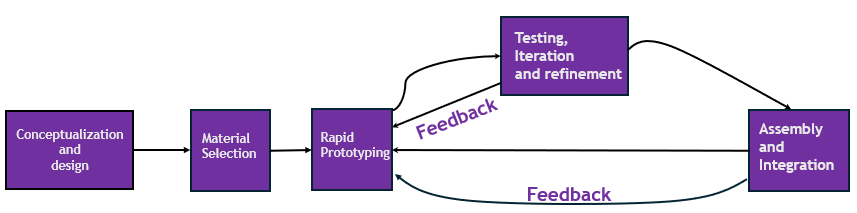 Conceptualization
and
design
Material
Selection
Rapid
Prototyping
Testing,
Iteration
and refinement
Feedback
Assembly
and
Integration
Feedback